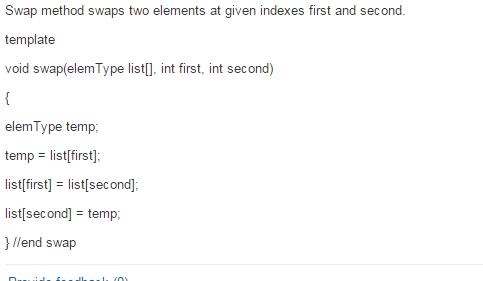 Swap method swaps two elements at given indexes first and second.
template
void swap(elemType list[], int first, int second)
{
elemType temp;
temp = list[first];
list[first] = list[second];
list[second] = temp;
} //end swap